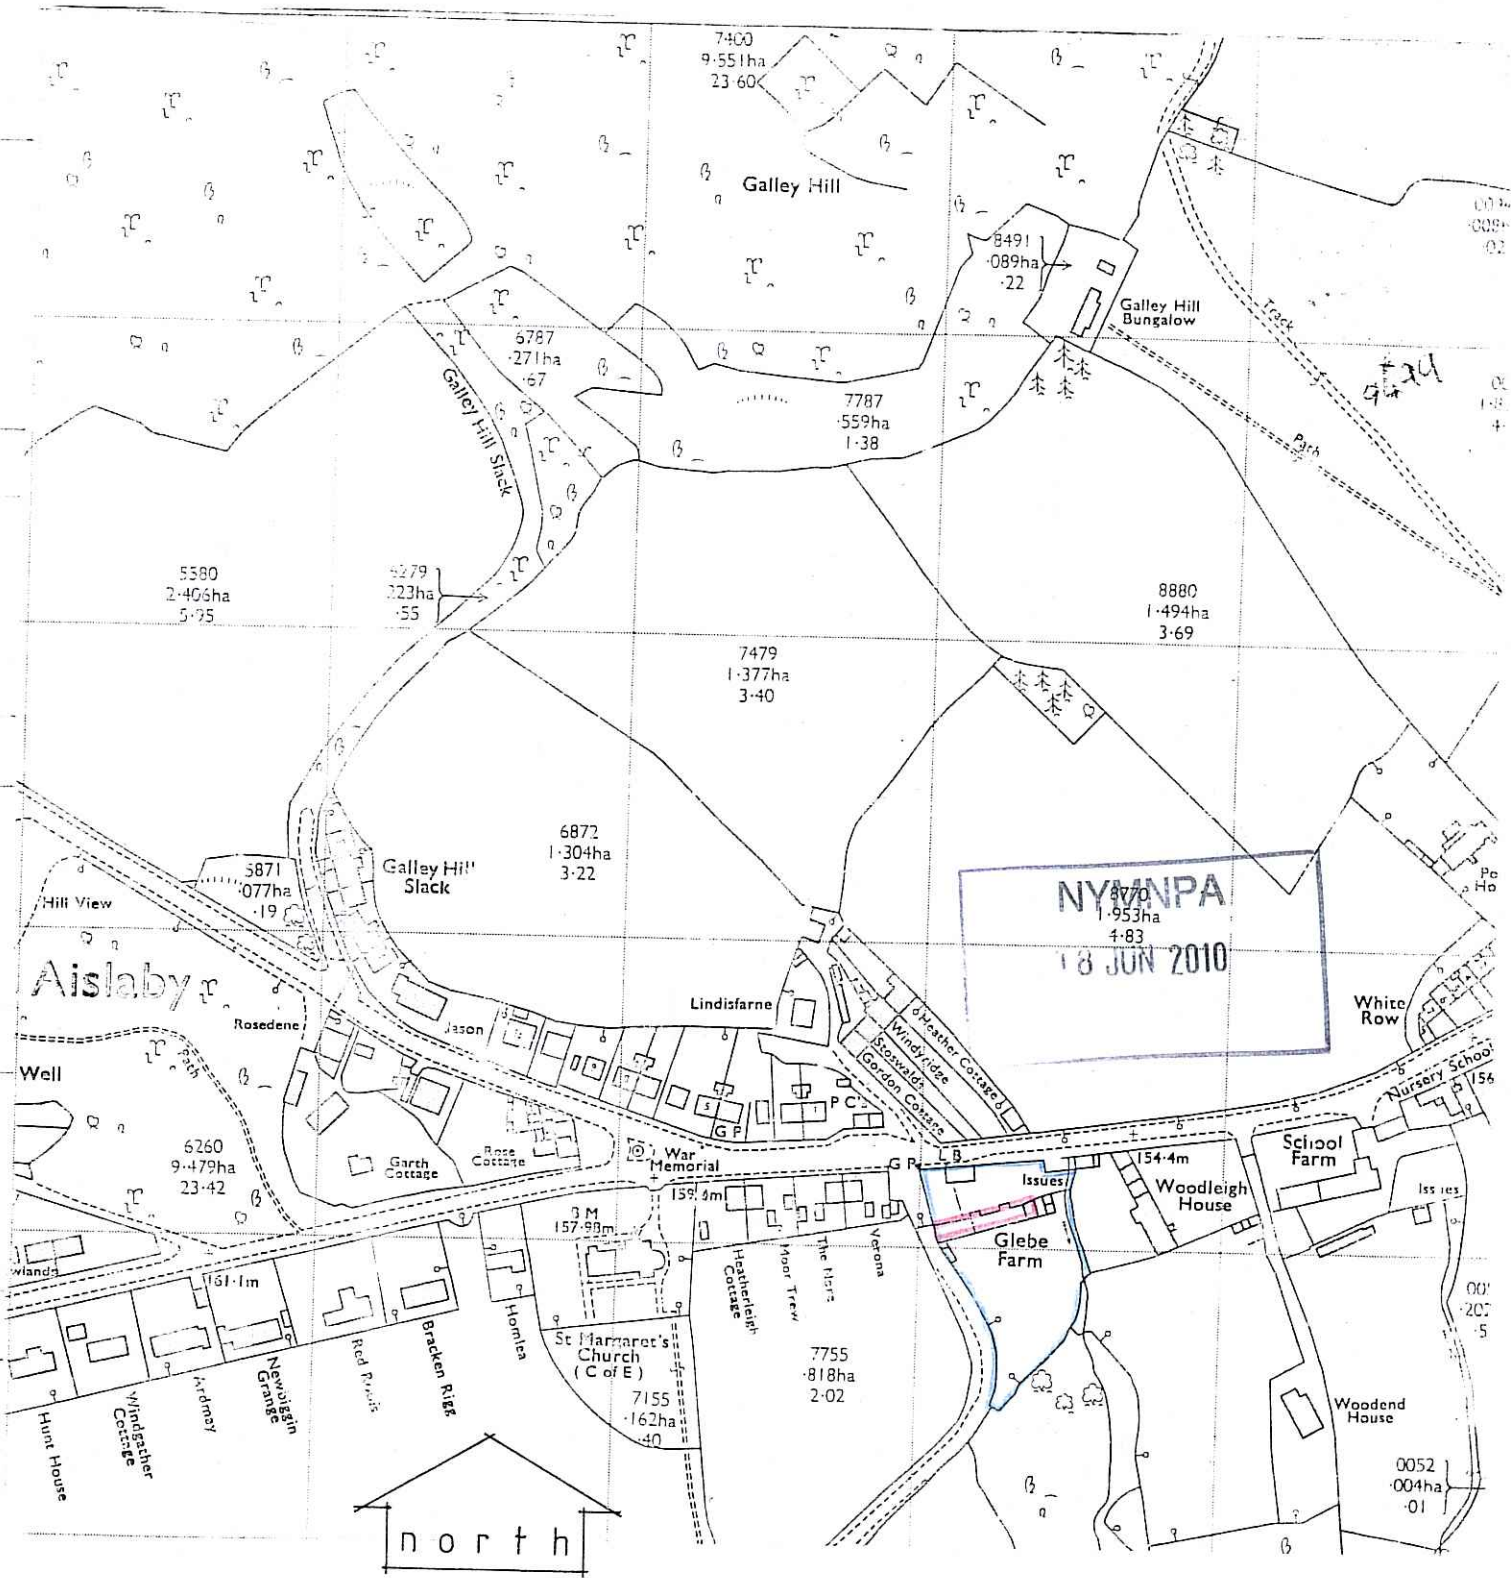 7400
9·551ha
23·60
Galley Hill
8491
·089ha
·22
Galley Hill
Bungalow
Track
Path
6787
·271ha
·67
Galley Hill Slack
7787
·559ha
1·38
5580
2·406ha
5·95
6279
·223ha
·55
8880
1·494ha
3·69
7479
1·377ha
3·40
6872
1·304ha
3·22
5871
·077ha
·19
Galley Hill
Slack
Hill View
Aislaby
NYMNPA
8770
1·953ha
4·83
18 JUN 2010
White
Row
Nursery School
156
Lindisfarne
Heather Cottage
Windyridge
Gordon Cottage
Rosedene
Jason
Path
Well
6260
9·479ha
23·42
Garth
Cottage
Rose
Cottage
War
Memorial
G P
P C's
G P
L B
154·4m
Issues
Woodleigh
House
School
Farm
Issues
Glebe
Farm
B M
157·98m
161·1m
Hunt House
Windgather
Cottage
Ardmay
Newbiggin
Grange
Red Roofs
Bracken Rigg
Homlea
St Margaret's
Church
(C of E)
7155
·162ha
·40
Heatherleigh
Cottage
Moor Trew
Verona
7755
·818ha
2·02
Woodend
House
0052
·004ha
·01
north